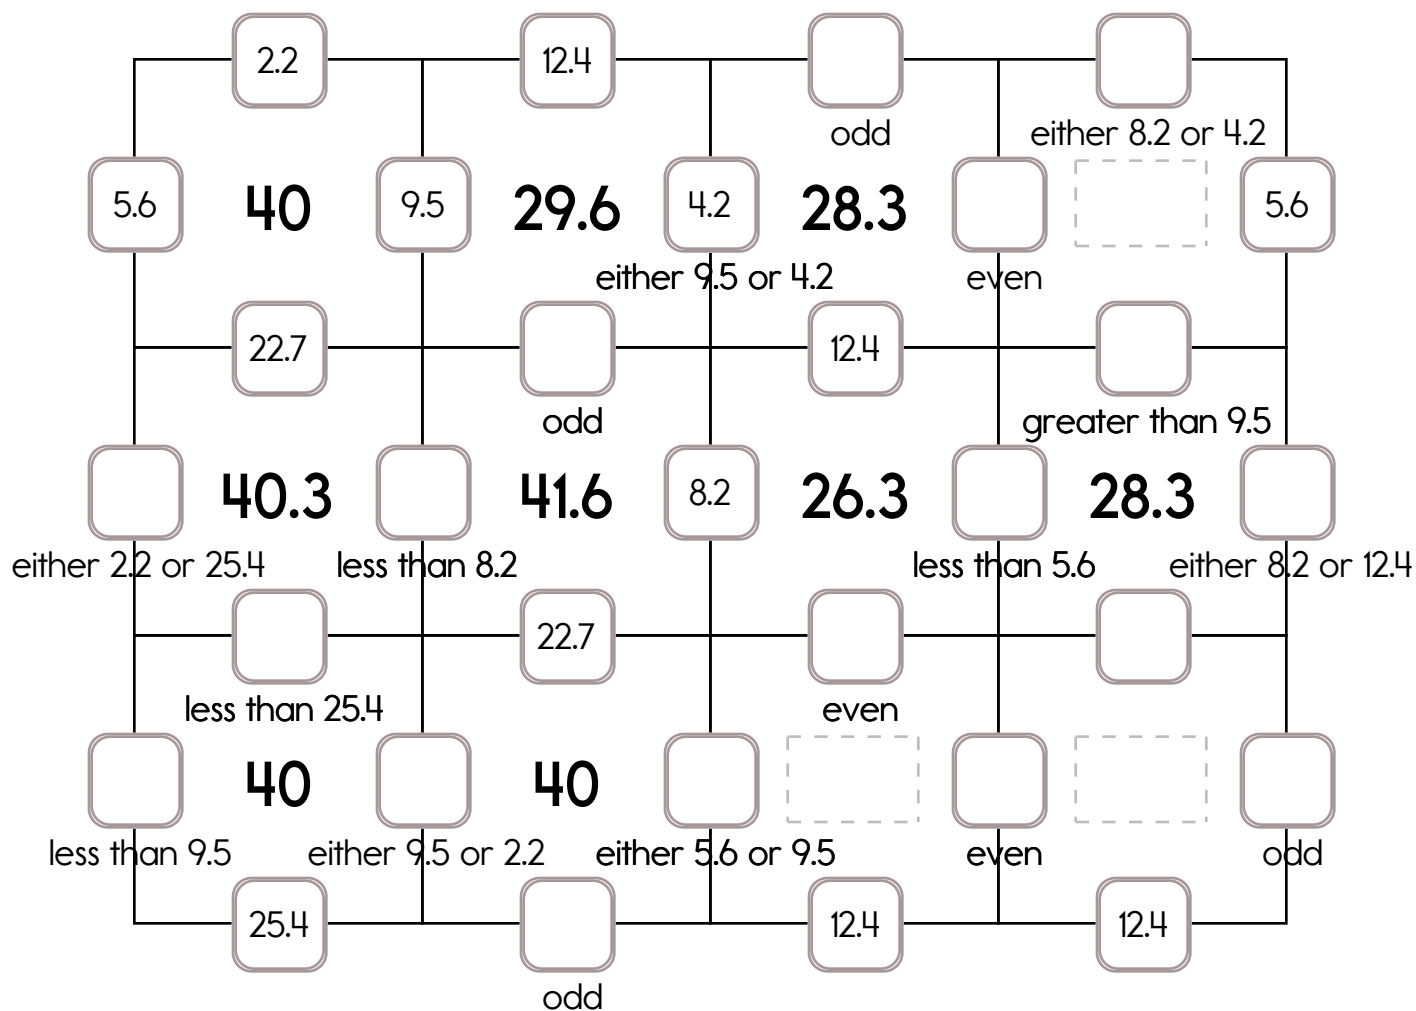 2.2 12.4
odd either 8.2 or 4.2
5.6 40 9.5 29.6 4.2 28.3 5.6
either 9.5 or 4.2 even
22.7 12.4
odd greater than 9.5
40.3 41.6 8.2 26.3 28.3
either 2.2 or 25.4 less than 8.2 less than 5.6 either 8.2 or 12.4
22.7
less than 25.4 even
40 40
less than 9.5 either 9.5 or 2.2 either 5.6 or 9.5 even odd
25.4 12.4 12.4
odd